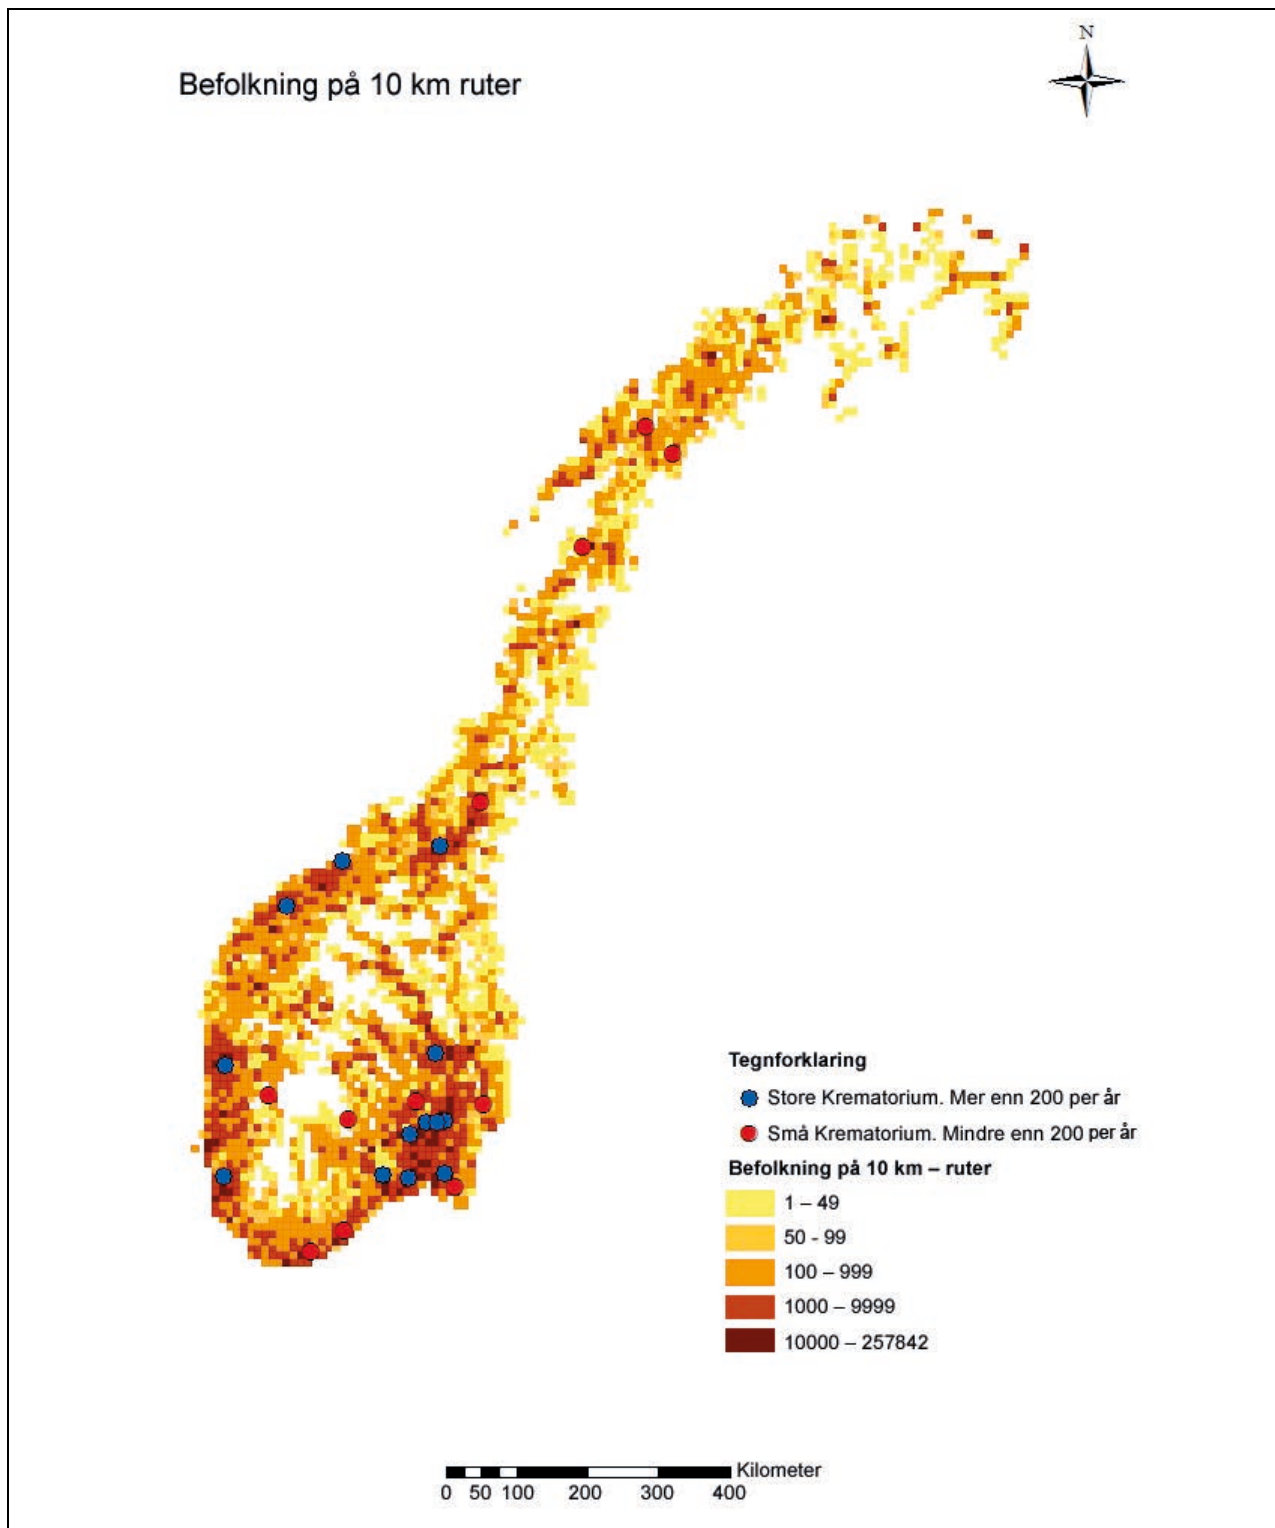 N
Befolkning på 10 km ruter
Tegnforklaring
Store Krematorium. Mer enn 200 per år
Små Krematorium. Mindre enn 200 per år
Befolkning på 10 km – ruter
1 – 49
50 - 99
100 – 999
1000 – 9999
10000 – 257842
Kilometer
0 50 100 200 300 400